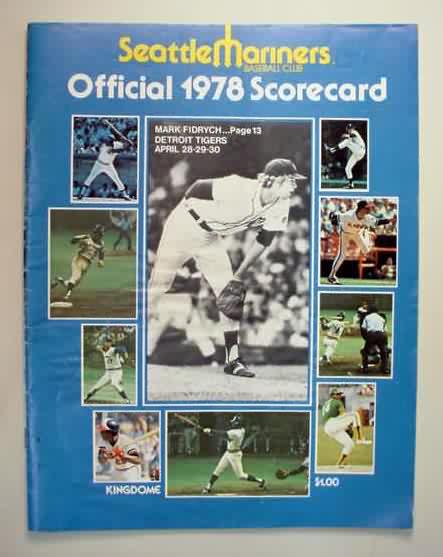 Seattle Mariners
BASEBALL CLUB
Official 1978 Scorecard
MARK FIDRYCH...Page 13
DETROIT TIGERS
APRIL 28-29-30
KINGDOME
$1.00